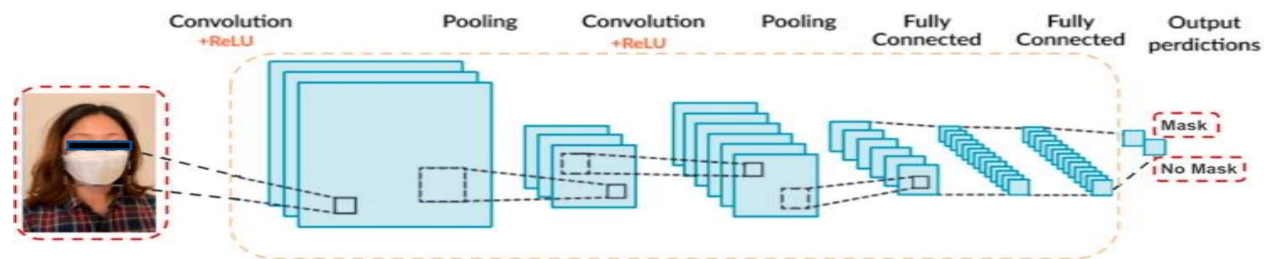 Convolution
+ReLU
Pooling
Convolution
+ReLU
Pooling
Fully
Connected
Fully
Connected
Output
perdictions
Mask
No Mask